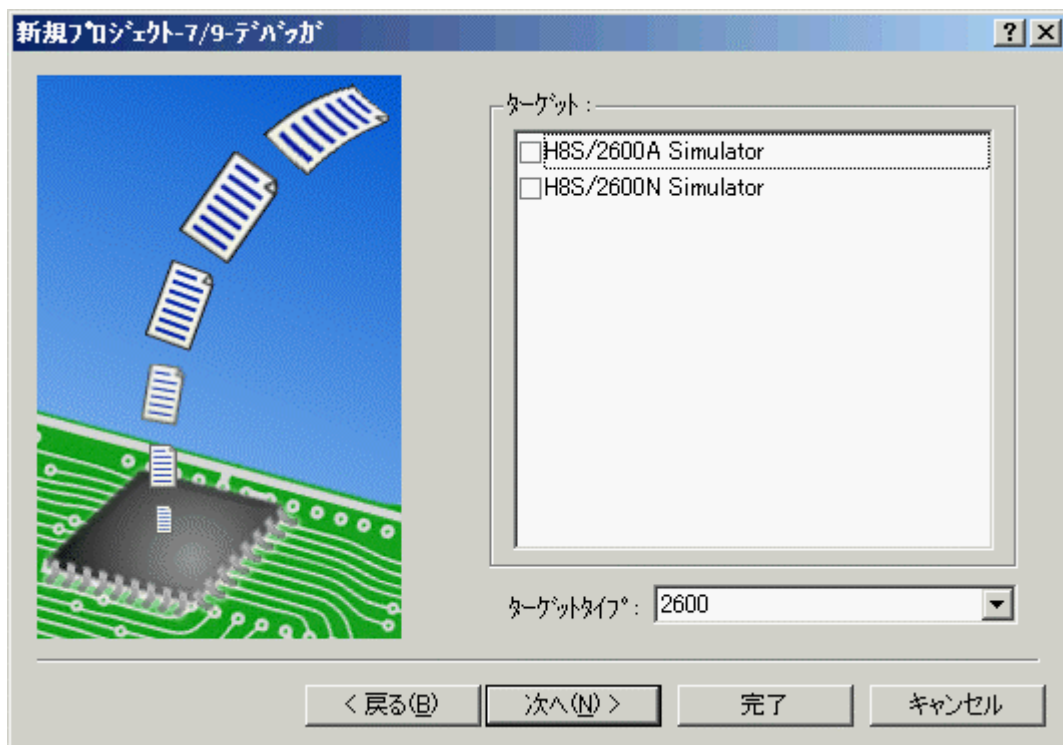 新規ﾌﾟﾛｼﾞｪｸﾄ-7/9-ﾃﾞﾊﾞｯｶﾞ
ﾀｰｹﾞｯﾄ :
H8S/2600A Simulator
H8S/2600N Simulator
ﾀｰｹﾞｯﾄﾀｲﾌﾟ : 2600
< 戻る(B) 次へ(N) > 完了 キャンセル